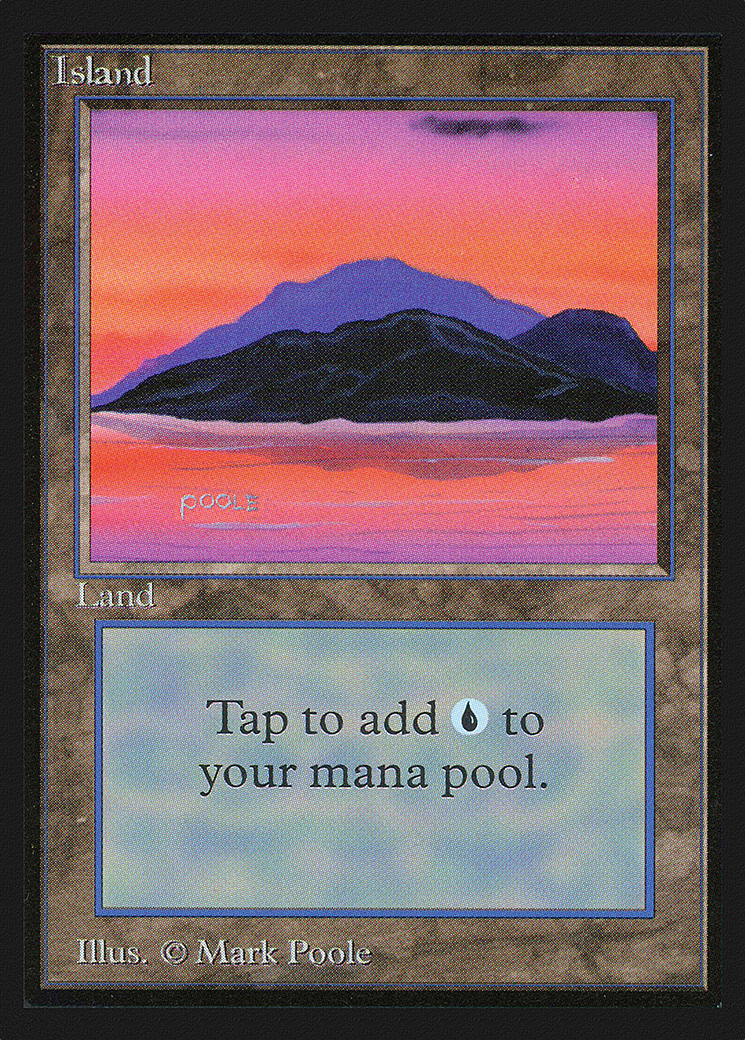 Island
POOLE
Land
Tap to add to
your mana pool.
Illus. © Mark Poole